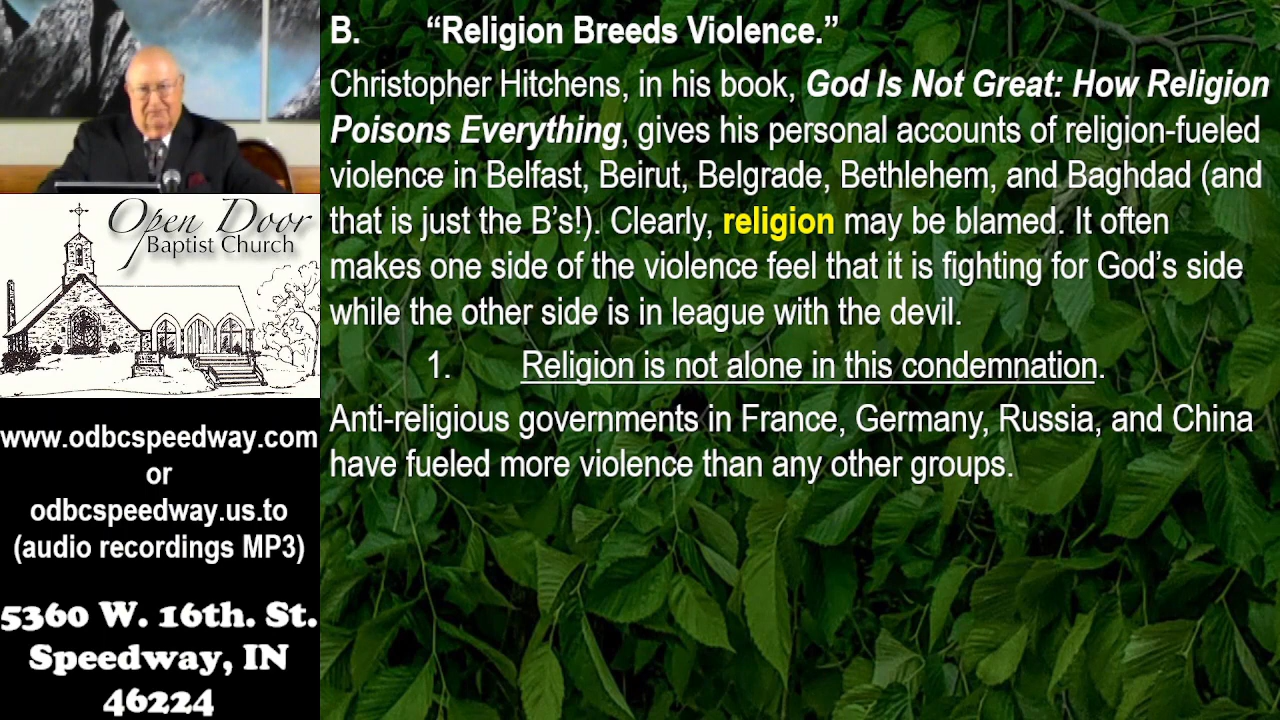 Open Door
Baptist Church
www.odbcspeedway.com
or
odbcspeedway.us.to
(audio recordings MP3)
5360 W. 16th. St.
Speedway, IN
46224
B. “Religion Breeds Violence.”
Christopher Hitchens, in his book, God Is Not Great: How Religion
Poisons Everything, gives his personal accounts of religion-fueled
violence in Belfast, Beirut, Belgrade, Bethlehem, and Baghdad (and
that is just the B’s!). Clearly, religion may be blamed. It often
makes one side of the violence feel that it is fighting for God’s side
while the other side is in league with the devil.
1. Religion is not alone in this condemnation.
Anti-religious governments in France, Germany, Russia, and China
have fueled more violence than any other groups.